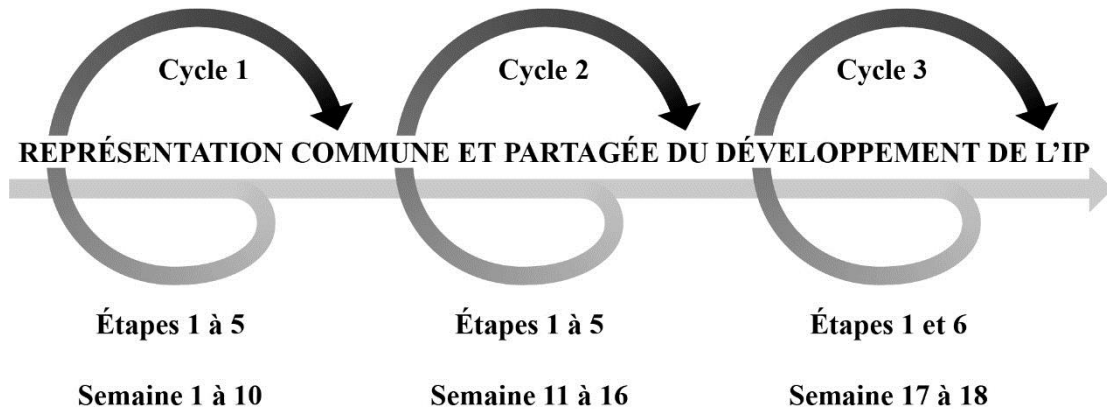 Cycle 1
Cycle 2
Cycle 3
REPRÉSENTATION COMMUNE ET PARTAGÉE DU DÉVELOPPEMENT DE L’IP
Étapes 1 à 5
Étapes 1 à 5
Étapes 1 et 6
Semaine 1 à 10
Semaine 11 à 16
Semaine 17 à 18